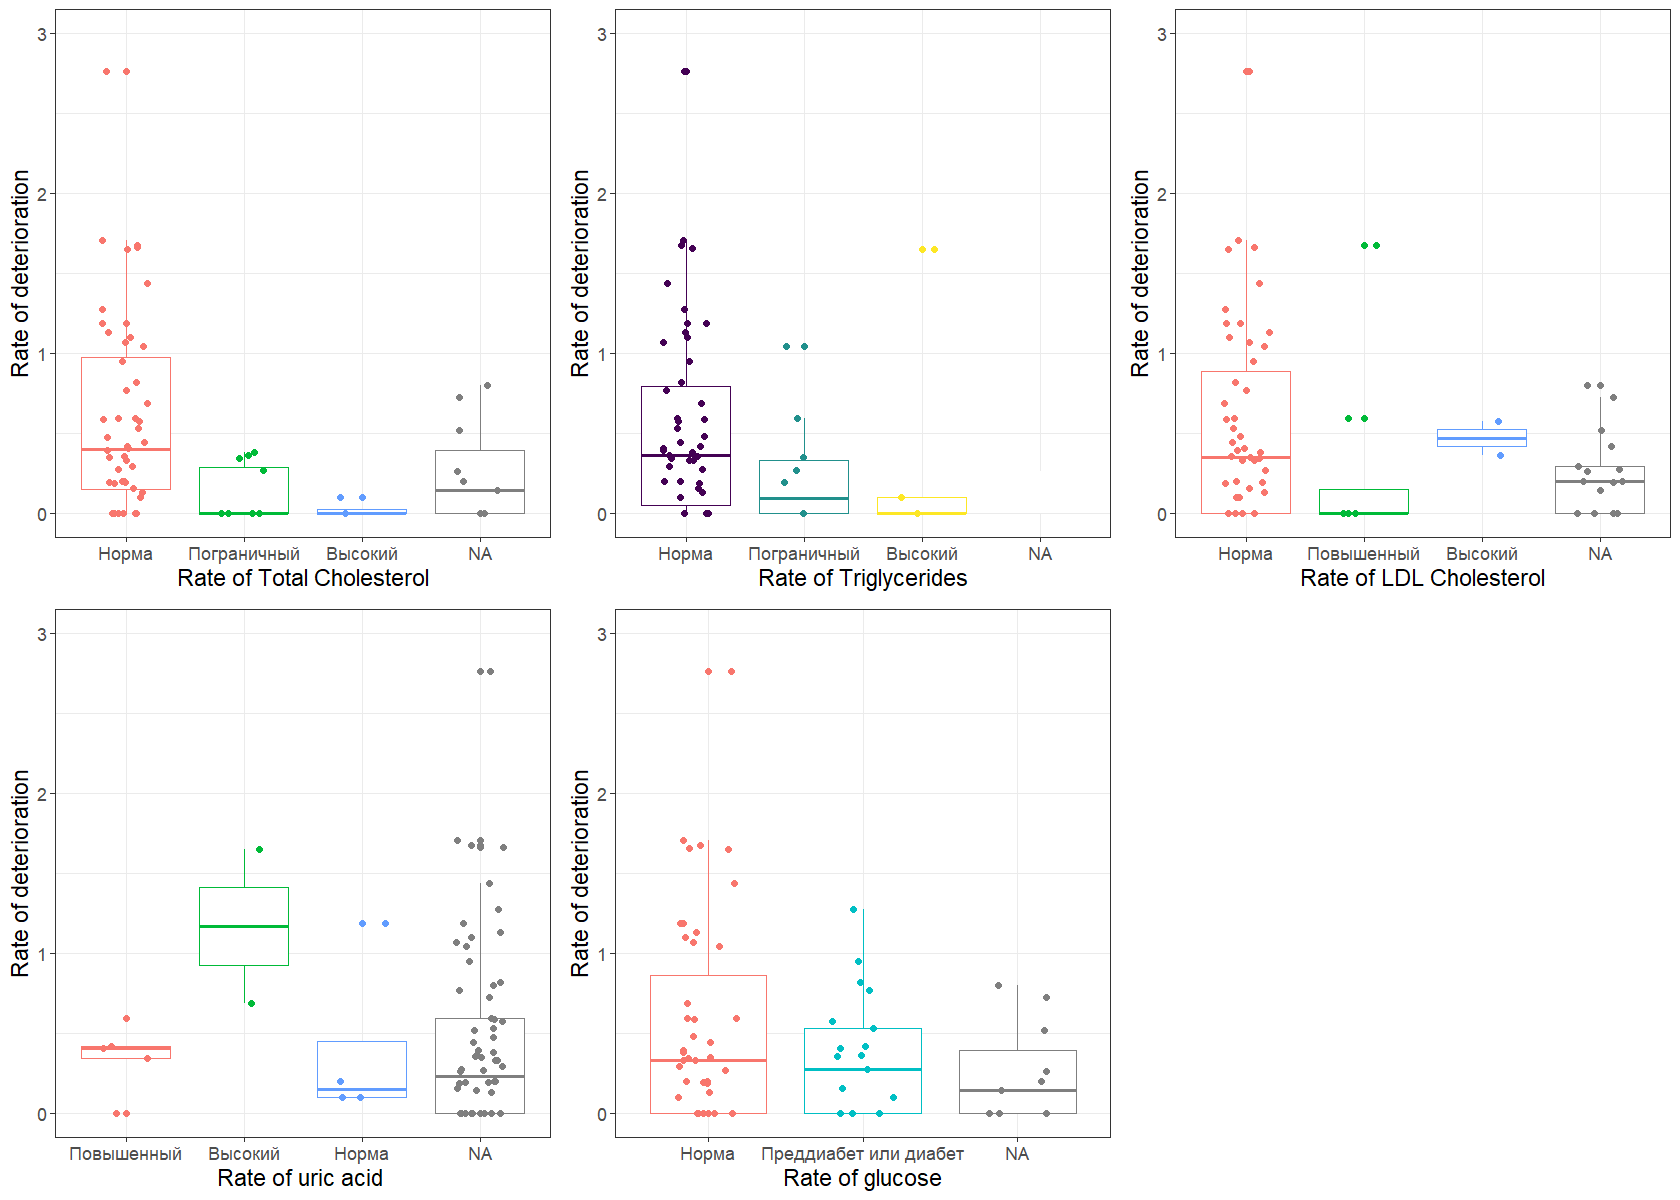 Rate of deterioration
3
2
1
0
Норма Пограничный Высокий NA
Rate of Total Cholesterol
Rate of deterioration
3
2
1
0
Норма Пограничный Высокий NA
Rate of Triglycerides
Rate of deterioration
3
2
1
0
Норма Повышенный Высокий NA
Rate of LDL Cholesterol
Rate of deterioration
3
2
1
0
Повышенный Высокий Норма NA
Rate of uric acid
Rate of deterioration
3
2
1
0
Норма Преддиабет или диабет NA
Rate of glucose